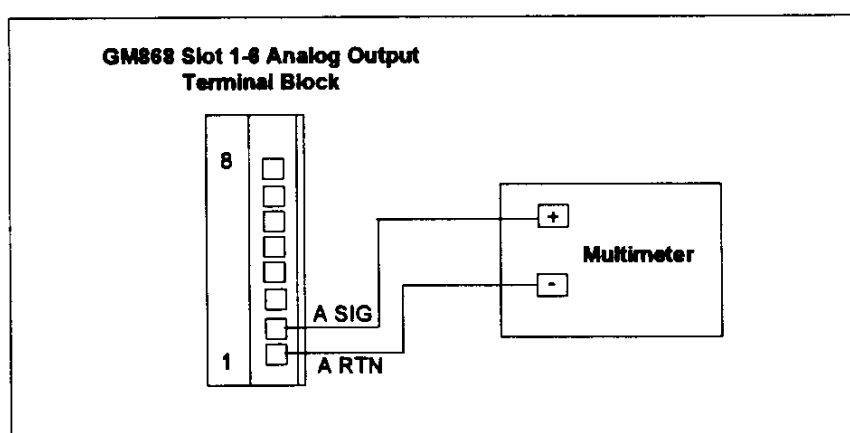 GM868 Slot 1-6 Analog Output
Terminal Block
8
+
Multimeter
-
A SIG
1
A RTN